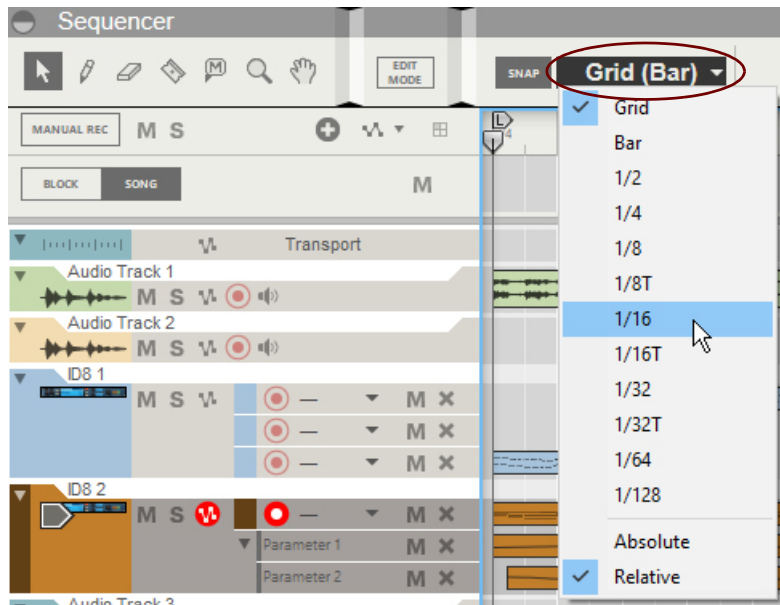 Sequencer
M
EDIT MODE
SNAP
Grid (Bar)
MANUAL REC
M S
L
4
BLOCK
SONG
M
Transport
Audio Track 1
M S
Audio Track 2
M S
ID8 1
M S
— M
— M
— M
ID8 2
M S
— M
Parameter 1 M
Parameter 2 M
Audio Track 3
Grid
Bar
1/2
1/4
1/8
1/8T
1/16
1/16T
1/32
1/32T
1/64
1/128
Absolute
Relative